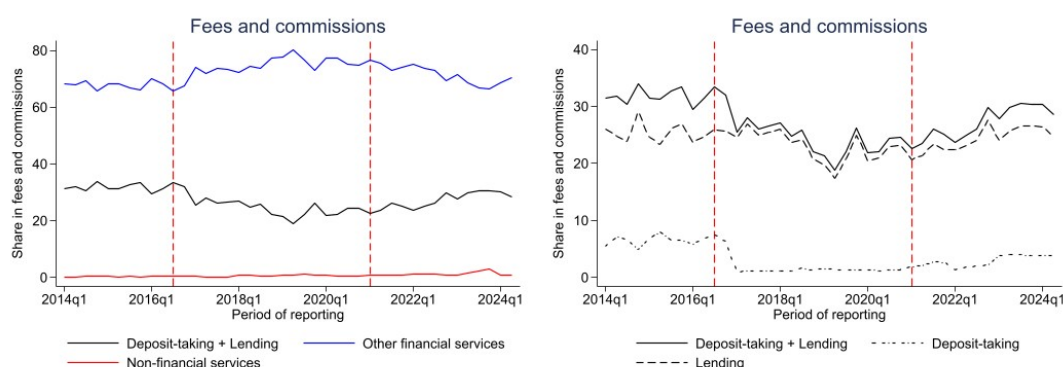 Fees and commissions
Share in fees and commissions
80
60
40
20
0
2014q1 2016q1 2018q1 2020q1 2022q1 2024q1
Period of reporting
Deposit-taking + Lending
Other financial services
Non-financial services
Fees and commissions
Share in fees and commissions
40
30
20
10
0
2014q1 2016q1 2018q1 2020q1 2022q1 2024q1
Period of reporting
Deposit-taking + Lending
Deposit-taking
Lending